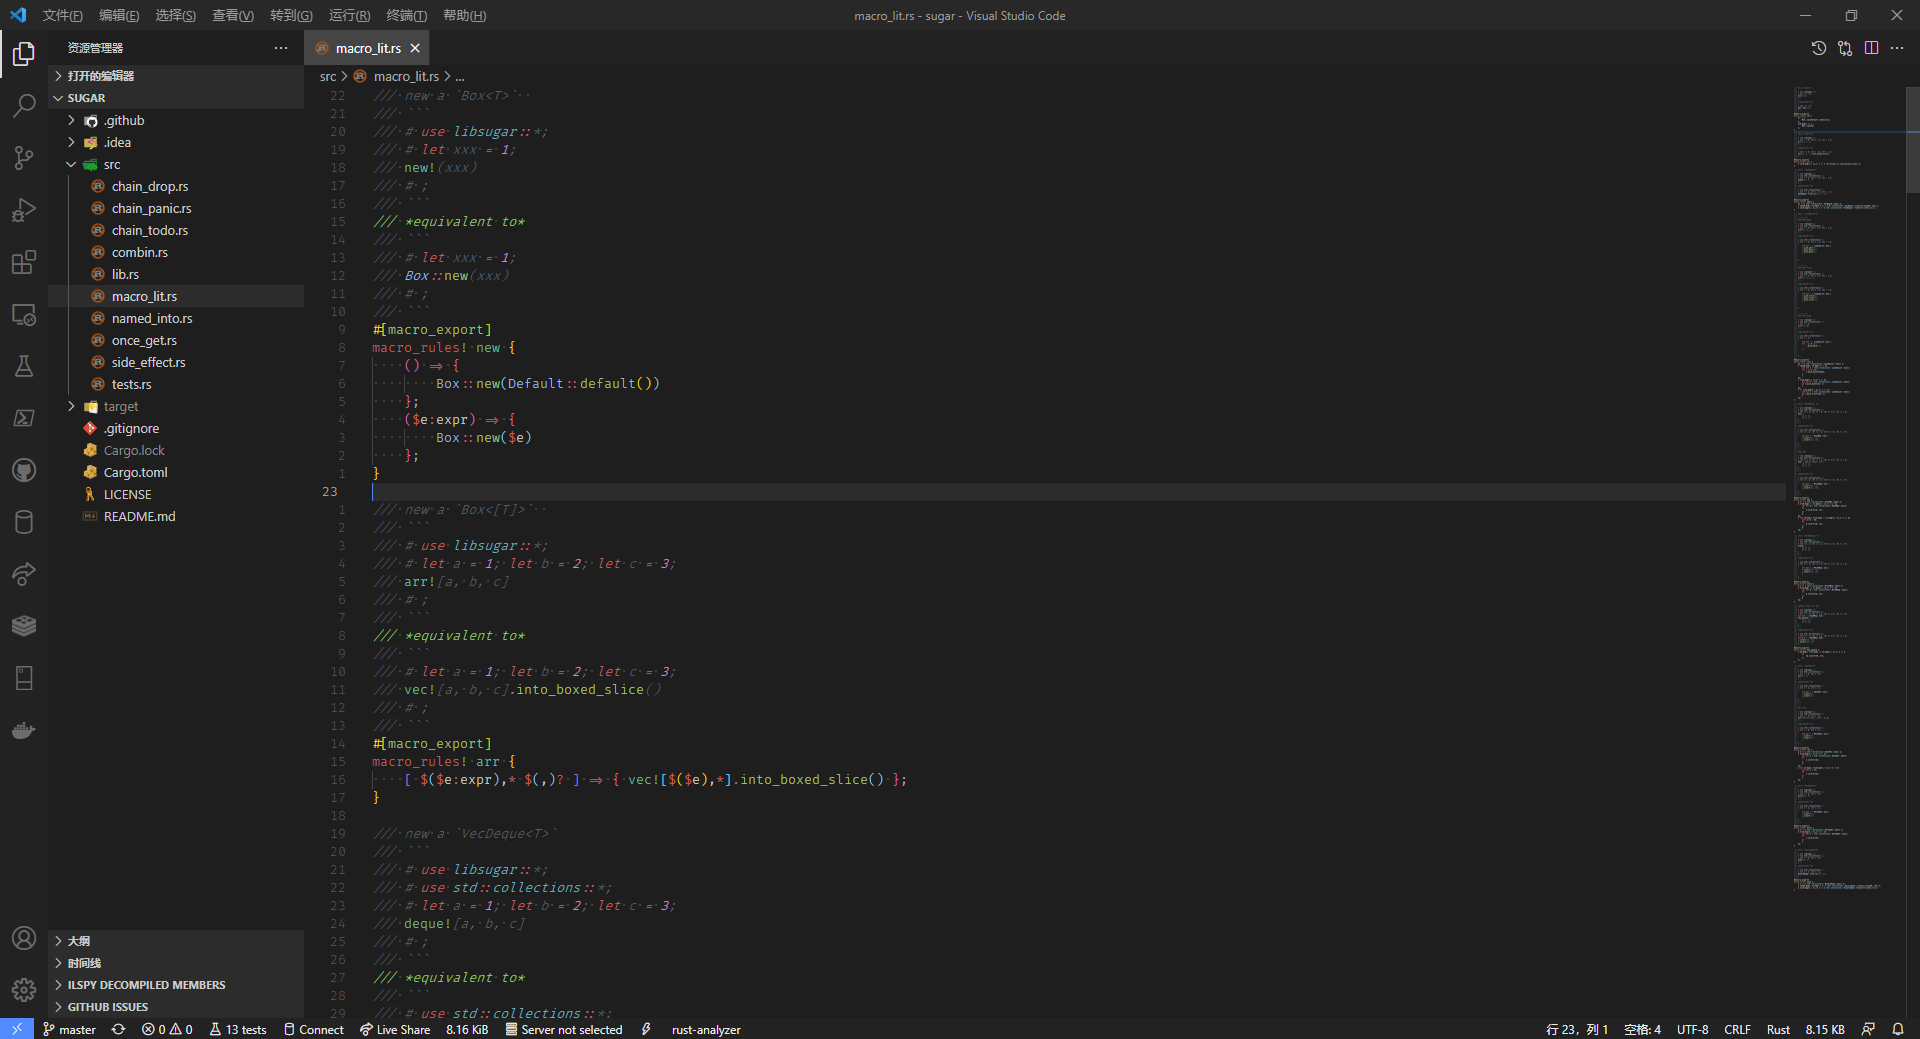 文件(F) 编辑(E) 选择(S) 查看(V) 转到(G) 运行(R) 终端(T) 帮助(H)
macro_lit.rs - sugar - Visual Studio Code
资源管理器
打开的编辑器
SUGAR
.github
.idea
src
chain_drop.rs
chain_panic.rs
chain_todo.rs
combin.rs
lib.rs
macro_lit.rs
named_into.rs
once_get.rs
side_effect.rs
tests.rs
target
.gitignore
Cargo.lock
Cargo.toml
LICENSE
README.md
大纲
时间线
ILSPY DECOMPILED MEMBERS
GITHUB ISSUES
macro_lit.rs
src > macro_lit.rs > ...
22 /// new a `Box<T>`
21 /// ```
20 /// # use libsugar::*;
19 /// # let xxx = 1;
18 /// new!(xxx)
17 /// # ;
16 /// ```
15 /// *equivalent to*
14 /// ```
13 /// # let xxx = 1;
12 /// Box::new(xxx)
11 /// # ;
10 /// ```
9 #[macro_export]
8 macro_rules! new {
7 () => {
6 Box::new(Default::default())
5 };
4 ($e:expr) => {
3 Box::new($e)
2 };
1 }
23
1 /// new a `Box<[T]>`
2 /// ```
3 /// # use libsugar::*;
4 /// # let a = 1; let b = 2; let c = 3;
5 /// arr![a, b, c]
6 /// # ;
7 /// ```
8 /// *equivalent to*
9 /// ```
10 /// # let a = 1; let b = 2; let c = 3;
11 /// vec![a, b, c].into_boxed_slice()
12 /// # ;
13 /// ```
14 #[macro_export]
15 macro_rules! arr {
16 [ $($e:expr),* $(,)? ] => { vec![$($e),*].into_boxed_slice() };
17 }
18
19 /// new a `VecDeque<T>`
20 /// ```
21 /// # use libsugar::*;
22 /// # use std::collections::*;
23 /// # let a = 1; let b = 2; let c = 3;
24 /// deque![a, b, c]
25 /// # ;
26 /// ```
27 /// *equivalent to*
28 /// ```
29 /// # use std::collections::*;
master 0 0 13 tests Connect Live Share 8.16 KiB Server not selected rust-analyzer 行 23，列 1 空格: 4 UTF-8 CRLF Rust 8.15 KB